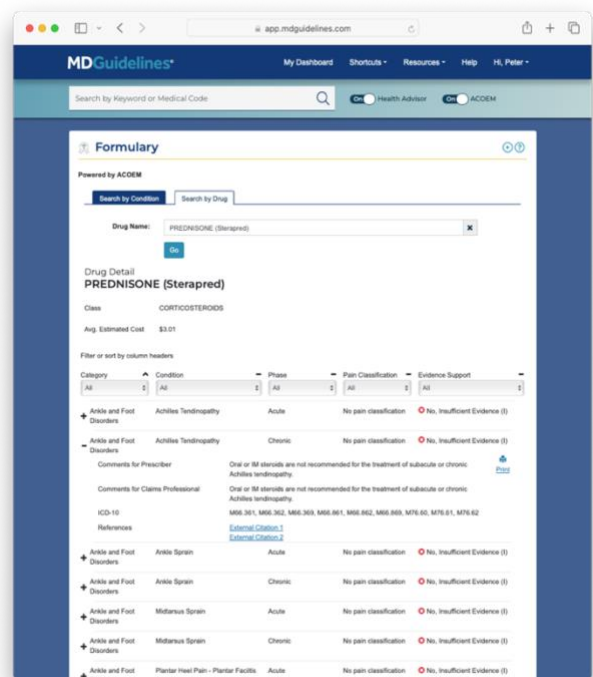 app.mdguidelines.com
MDGuidelines
My Dashboard Shortcuts Resources Help Hi, Peter
Search by Keyword or Medical Code
On Health Advisor On ACOEM
Formulary
Powered by ACOEM
Search by Condition Search by Drug
Drug Name: PREDNISONE (Sterapred)
Go
Drug Detail
PREDNISONE (Sterapred)
Class CORTICOSTEROIDS
Avg. Estimated Cost $3.01
Filter or sort by column headers
Category Condition Phase Pain Classification Evidence Support
All All All All All
Ankle and Foot Disorders Achilles Tendinopathy Acute No pain classification No, Insufficient Evidence (I)
Ankle and Foot Disorders Achilles Tendinopathy Chronic No pain classification No, Insufficient Evidence (I)
Print
Comments for Prescriber Oral or IM steroids are not recommended for the treatment of subacute or chronic
Achilles tendinopathy.
Comments for Claims Professional Oral or IM steroids are not recommended for the treatment of subacute or chronic
Achilles tendinopathy.
ICD-10 M66.361, M66.362, M66.369, M66.861, M66.862, M66.869, M76.60, M76.61, M76.62
References External Citation 1
External Citation 2
Ankle and Foot Disorders Ankle Sprain Acute No pain classification No, Insufficient Evidence (I)
Ankle and Foot Disorders Ankle Sprain Chronic No pain classification No, Insufficient Evidence (I)
Ankle and Foot Disorders Midtarsus Sprain Acute No pain classification No, Insufficient Evidence (I)
Ankle and Foot Disorders Midtarsus Sprain Chronic No pain classification No, Insufficient Evidence (I)
Ankle and Foot Plantar Heel Pain - Plantar Faciitis Acute No pain classification No, Insufficient Evidence (I)